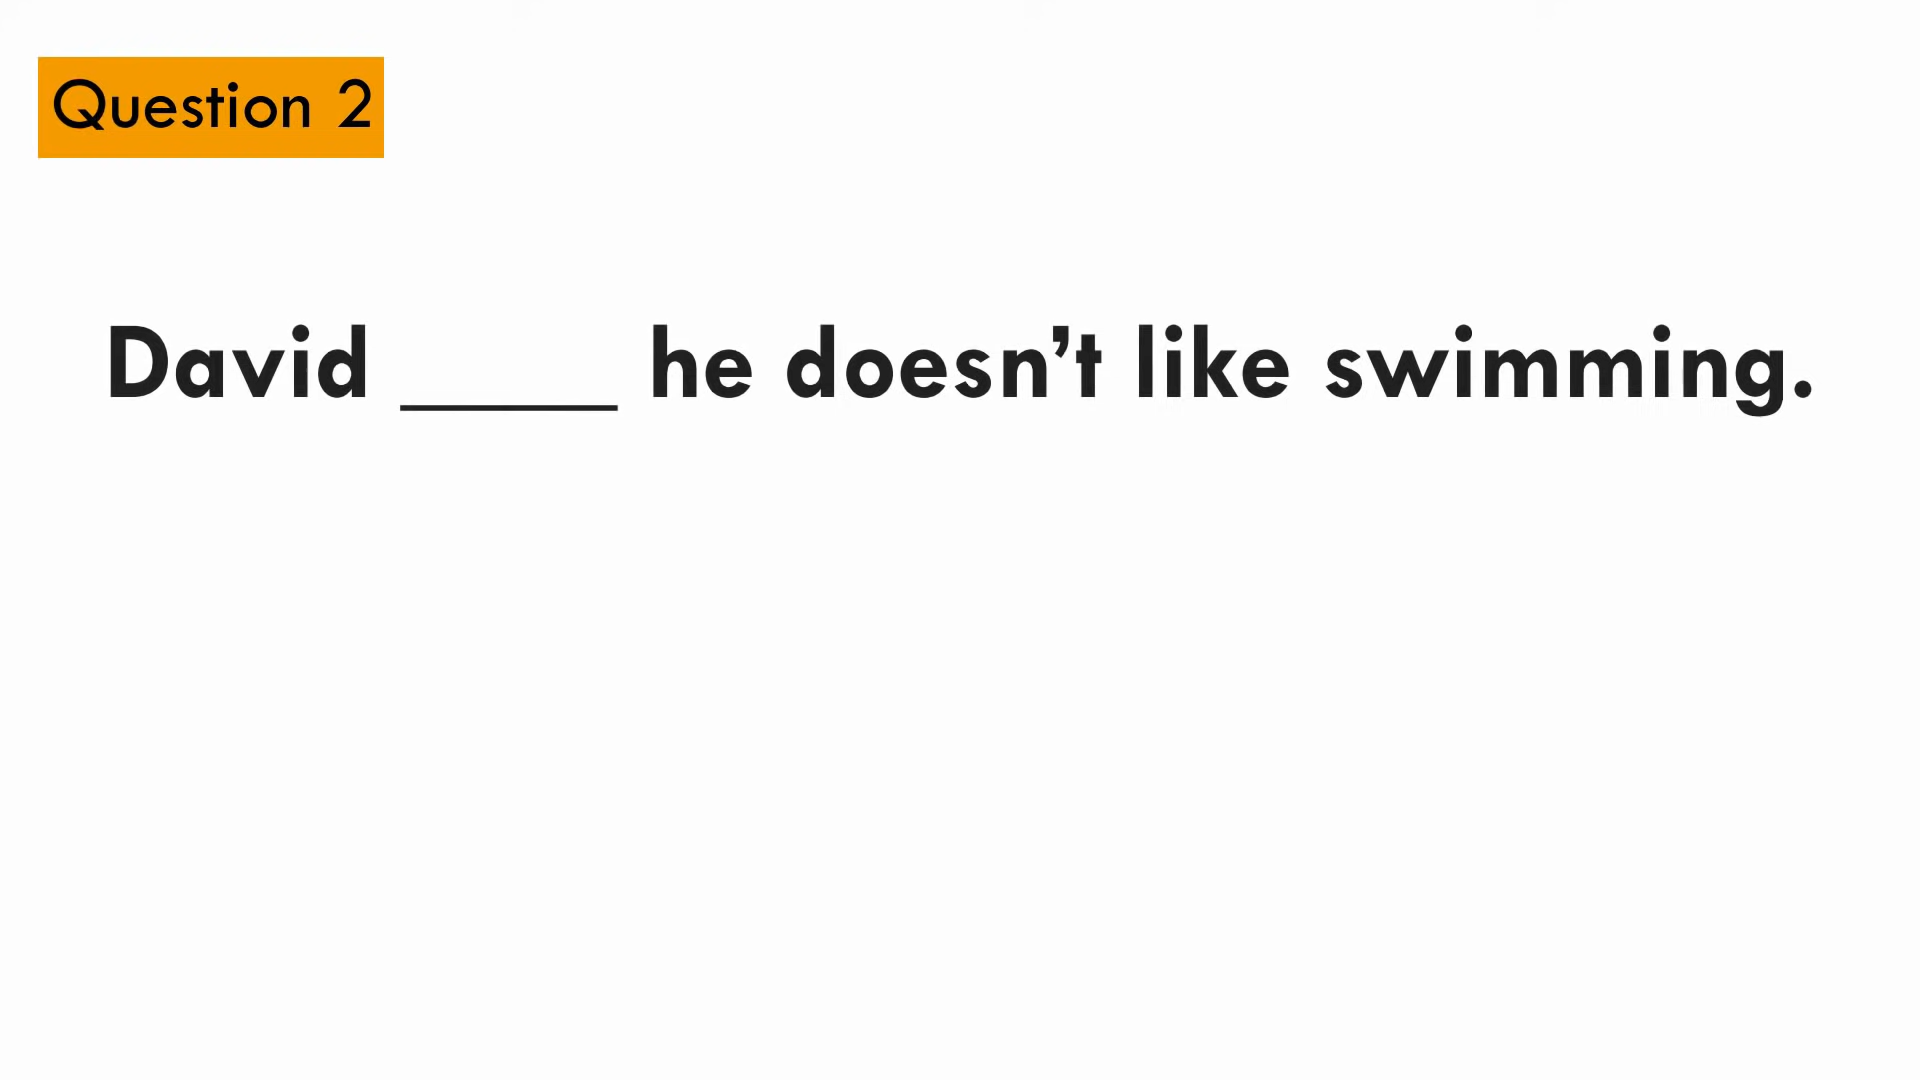 Question 2
David _____ he doesn’t like swimming.